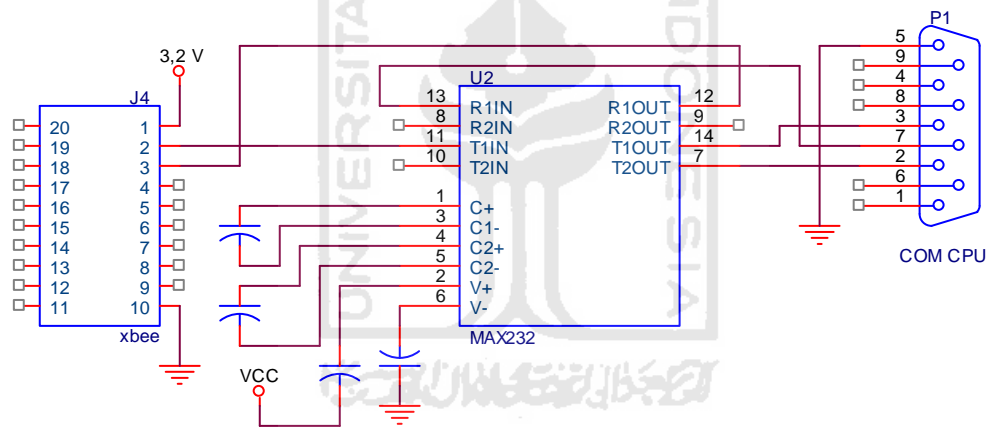 3,2 V
J4
20 1
19 2
18 3
17 4
16 5
15 6
14 7
13 8
12 9
11 10
xbee
U2
13 R1IN R1OUT 12
8 R2IN R2OUT 9
11 T1IN T1OUT 14
10 T2IN T2OUT 7
1 C+
3 C1-
4 C2+
5 C2-
2 V+
6 V-
MAX232
VCC
P1
5
9
4
8
3
7
2
6
1
COM CPU
UNIVERSITA
INDONESIA